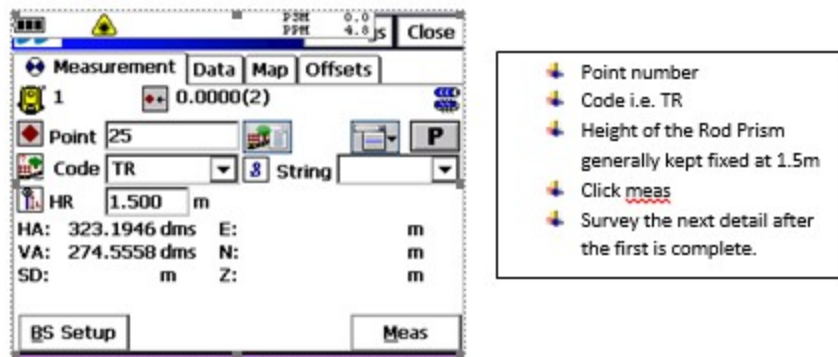 P3M 0.0
PPM 4.8
s Close
Measurement Data Map Offsets
1 0.0000(2)
Point 25 P
Code TR 8 String
HR 1.500 m
HA: 323.1946 dms E: m
VA: 274.5558 dms N: m
SD: m Z: m
BS Setup Meas
Point number
Code i.e. TR
Height of the Rod Prism
generally kept fixed at 1.5m
Click meas
Survey the next detail after
the first is complete.